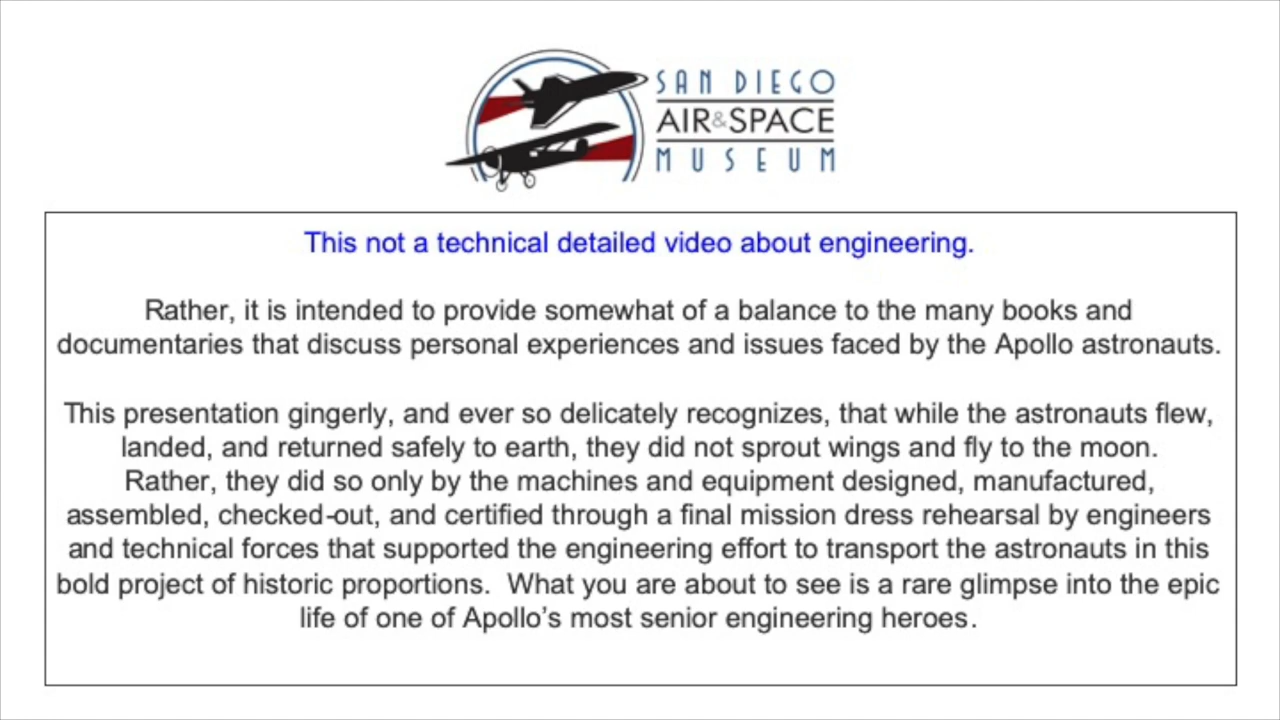 SAN DIEGO
AIR & SPACE
MUSEUM
This not a technical detailed video about engineering.
Rather, it is intended to provide somewhat of a balance to the many books and
documentaries that discuss personal experiences and issues faced by the Apollo astronauts.
This presentation gingerly, and ever so delicately recognizes, that while the astronauts flew,
landed, and returned safely to earth, they did not sprout wings and fly to the moon.
Rather, they did so only by the machines and equipment designed, manufactured,
assembled, checked-out, and certified through a final mission dress rehearsal by engineers
and technical forces that supported the engineering effort to transport the astronauts in this
bold project of historic proportions.  What you are about to see is a rare glimpse into the epic
life of one of Apollo’s most senior engineering heroes.